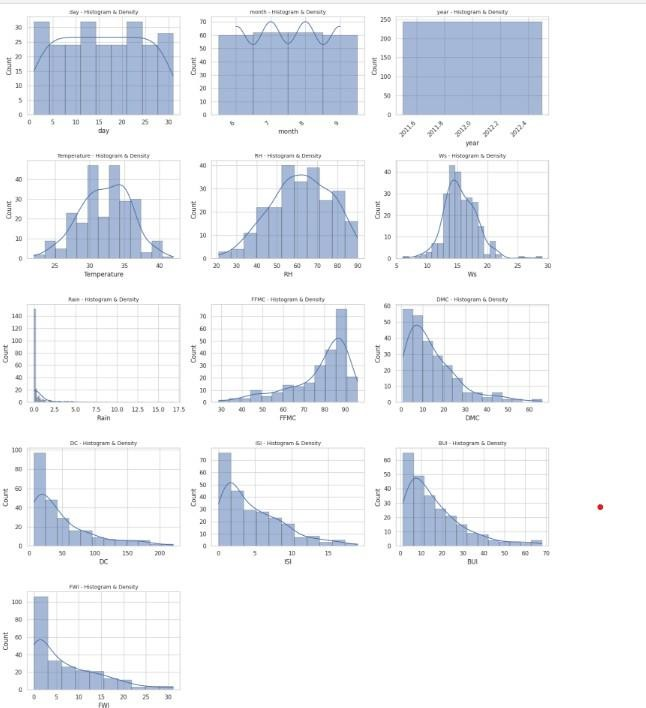 day - Histogram & Density
month - Histogram & Density
year - Histogram & Density
Count
30
25
20
15
10
5
0
0 5 10 15 20 25 30
day
Count
70
60
50
40
30
20
10
0
6 7 8 9
month
Count
250
200
150
100
50
0
2011.6 2011.8 2012.0 2012.2 2012.4
year
Temperature - Histogram & Density
RH - Histogram & Density
Ws - Histogram & Density
Count
40
30
20
10
0
25 30 35 40
Temperature
Count
40
30
20
10
0
20 30 40 50 60 70 80 90
RH
Count
40
30
20
10
0
5 10 15 20 25 30
Ws
Rain - Histogram & Density
FFMC - Histogram & Density
DMC - Histogram & Density
Count
140
120
100
80
60
40
20
0
0.0 2.5 5.0 7.5 10.0 12.5 15.0 17.5
Rain
Count
70
60
50
40
30
20
10
0
30 40 50 60 70 80 90
FFMC
Count
60
50
40
30
20
10
0
0 10 20 30 40 50 60
DMC
DC - Histogram & Density
ISI - Histogram & Density
BUI - Histogram & Density
Count
100
80
60
40
20
0
0 50 100 150 200
DC
Count
70
60
50
40
30
20
10
0
0 5 10 15
ISI
Count
60
50
40
30
20
10
0
0 10 20 30 40 50 60 70
BUI
FWI - Histogram & Density
Count
100
80
60
40
20
0
0 5 10 15 20 25 30
FWI